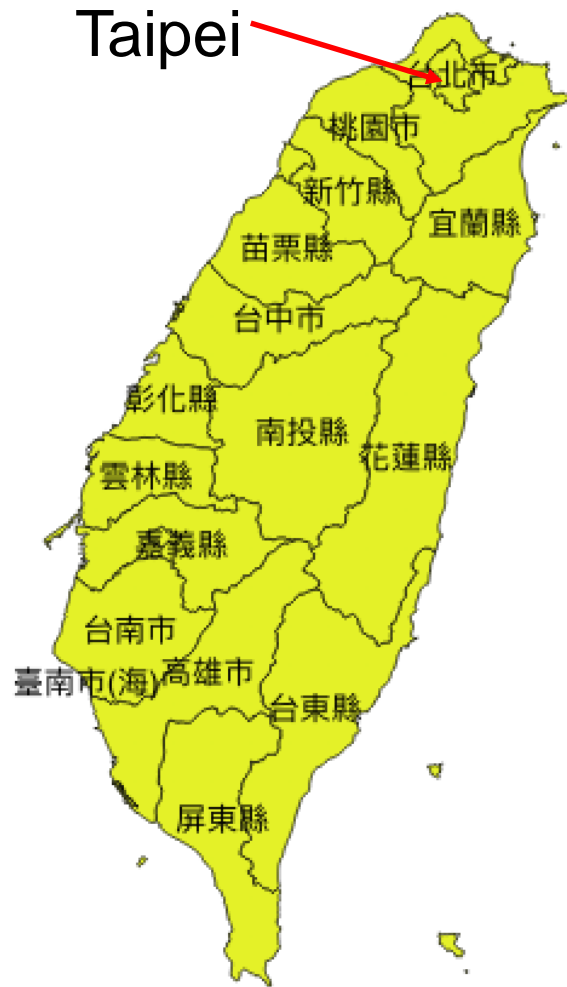 Taipei
台北市
桃園市
新竹縣
宜蘭縣
苗栗縣
台中市
彰化縣
南投縣
花蓮縣
雲林縣
嘉義縣
台南市
臺南市(海)
高雄市
台東縣
屏東縣